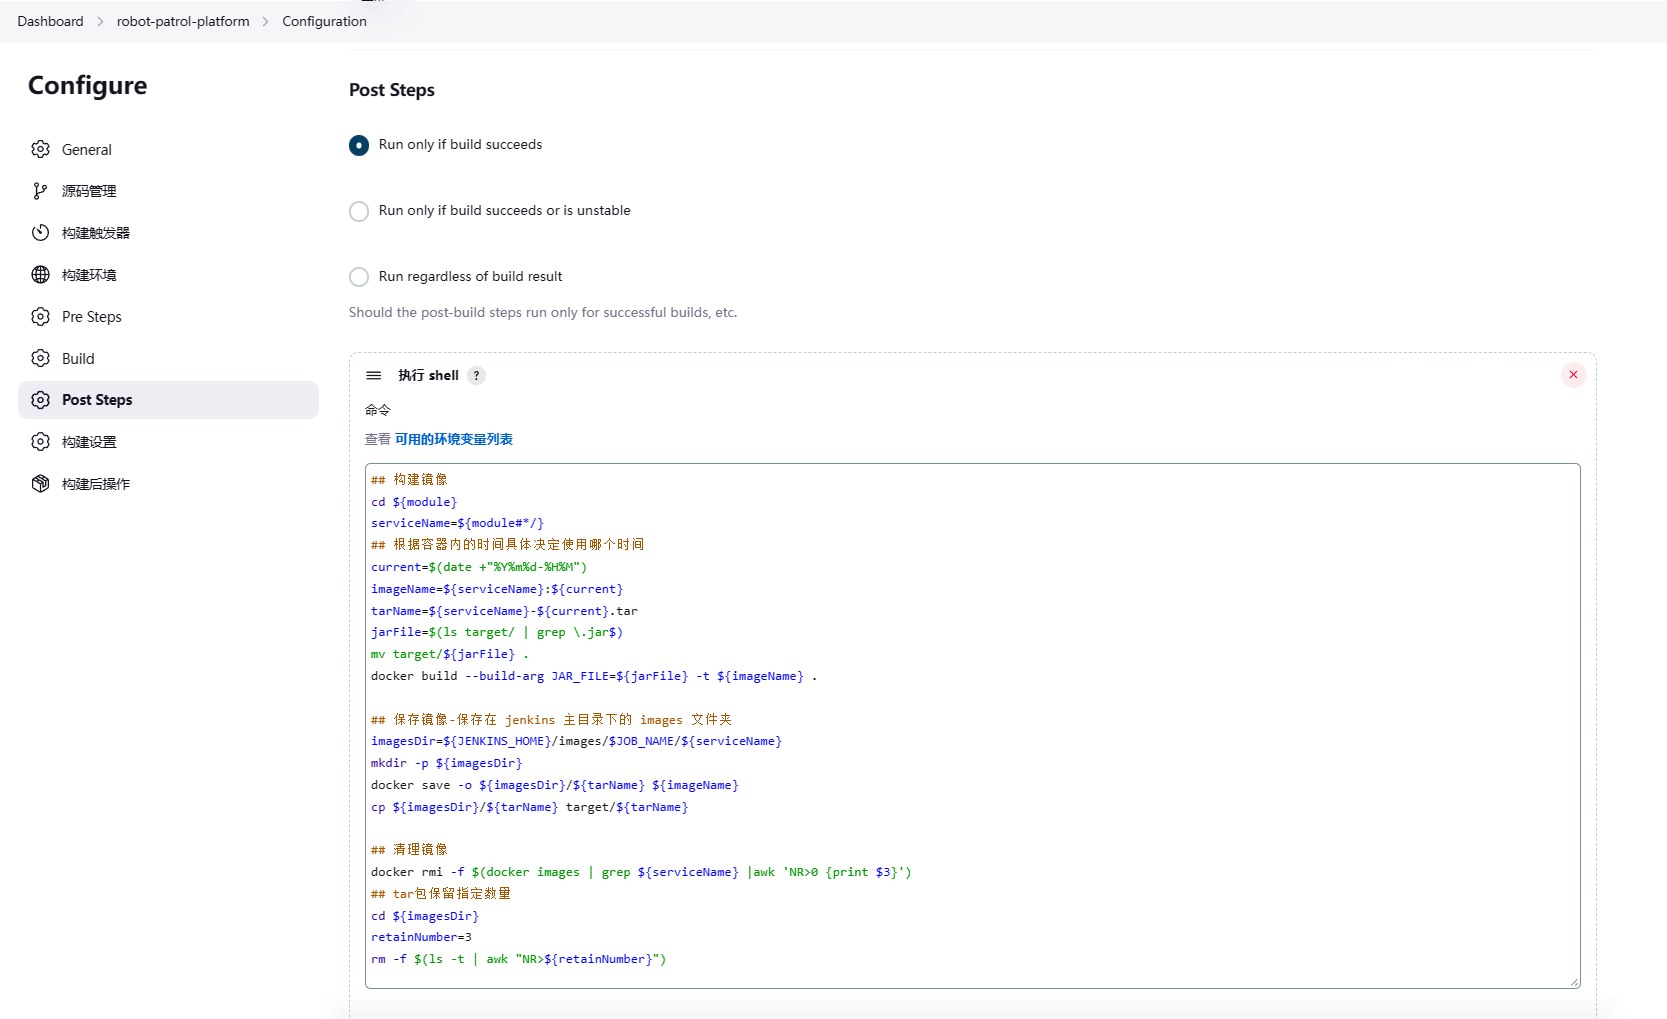 Dashboard > robot-patrol-platform > Configuration
Configure
General
源码管理
构建触发器
构建环境
Pre Steps
Build
Post Steps
构建设置
构建后操作
Post Steps
Run only if build succeeds
Run only if build succeeds or is unstable
Run regardless of build result
Should the post-build steps run only for successful builds, etc.
执行 shell ?
命令
查看 可用的环境变量列表
## 构建镜像
cd ${module}
serviceName=${module#*/}
## 根据容器内的时间具体决定使用哪个时间
current=$(date +"%Y%m%d-%H%M")
imageName=${serviceName}:${current}
tarName=${serviceName}-${current}.tar
jarFile=$(ls target/ | grep \.jar$)
mv target/${jarFile} .
docker build --build-arg JAR_FILE=${jarFile} -t ${imageName} .
## 保存镜像-保存在 jenkins 主目录下的 images 文件夹
imagesDir=${JENKINS_HOME}/images/$JOB_NAME/${serviceName}
mkdir -p ${imagesDir}
docker save -o ${imagesDir}/${tarName} ${imageName}
cp ${imagesDir}/${tarName} target/${tarName}
## 清理镜像
docker rmi -f $(docker images | grep ${serviceName} |awk 'NR>0 {print $3}')
## tar包保留指定数量
cd ${imagesDir}
retainNumber=3
rm -f $(ls -t | awk "NR>${retainNumber}")